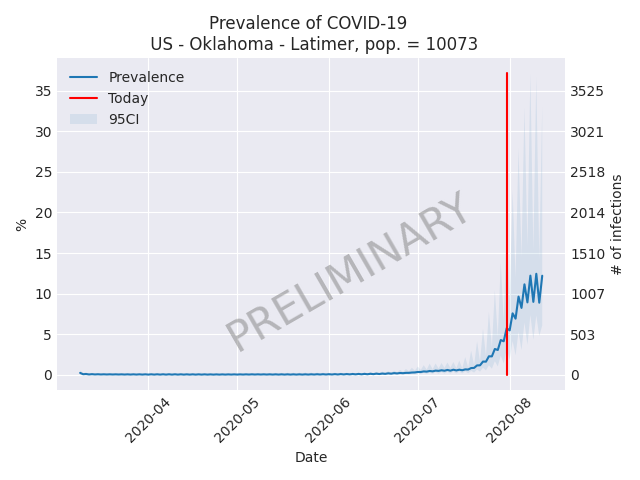 Prevalence of COVID-19
US - Oklahoma - Latimer, pop. = 10073
Prevalence
Today
95CI
35
30
25
20
15
10
5
0
%
3525
3021
2518
2014
1510
1007
503
0
# of infections
PRELIMINARY
2020-04
2020-05
2020-06
2020-07
2020-08
Date